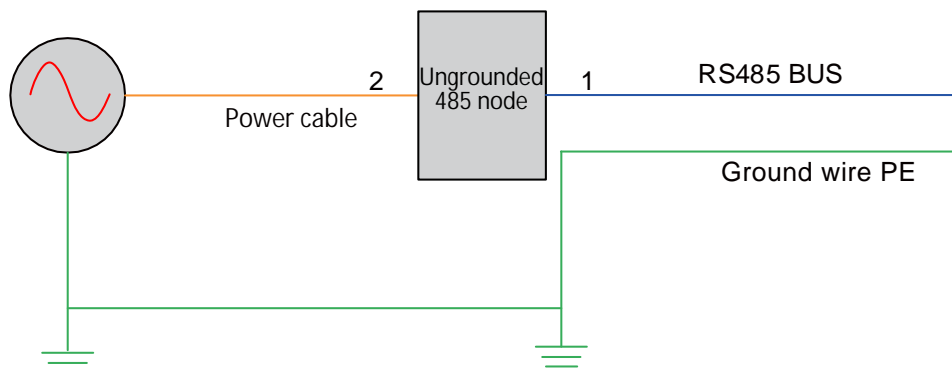 2
Ungrounded
485 node
1
RS485 BUS
Power cable
Ground wire PE